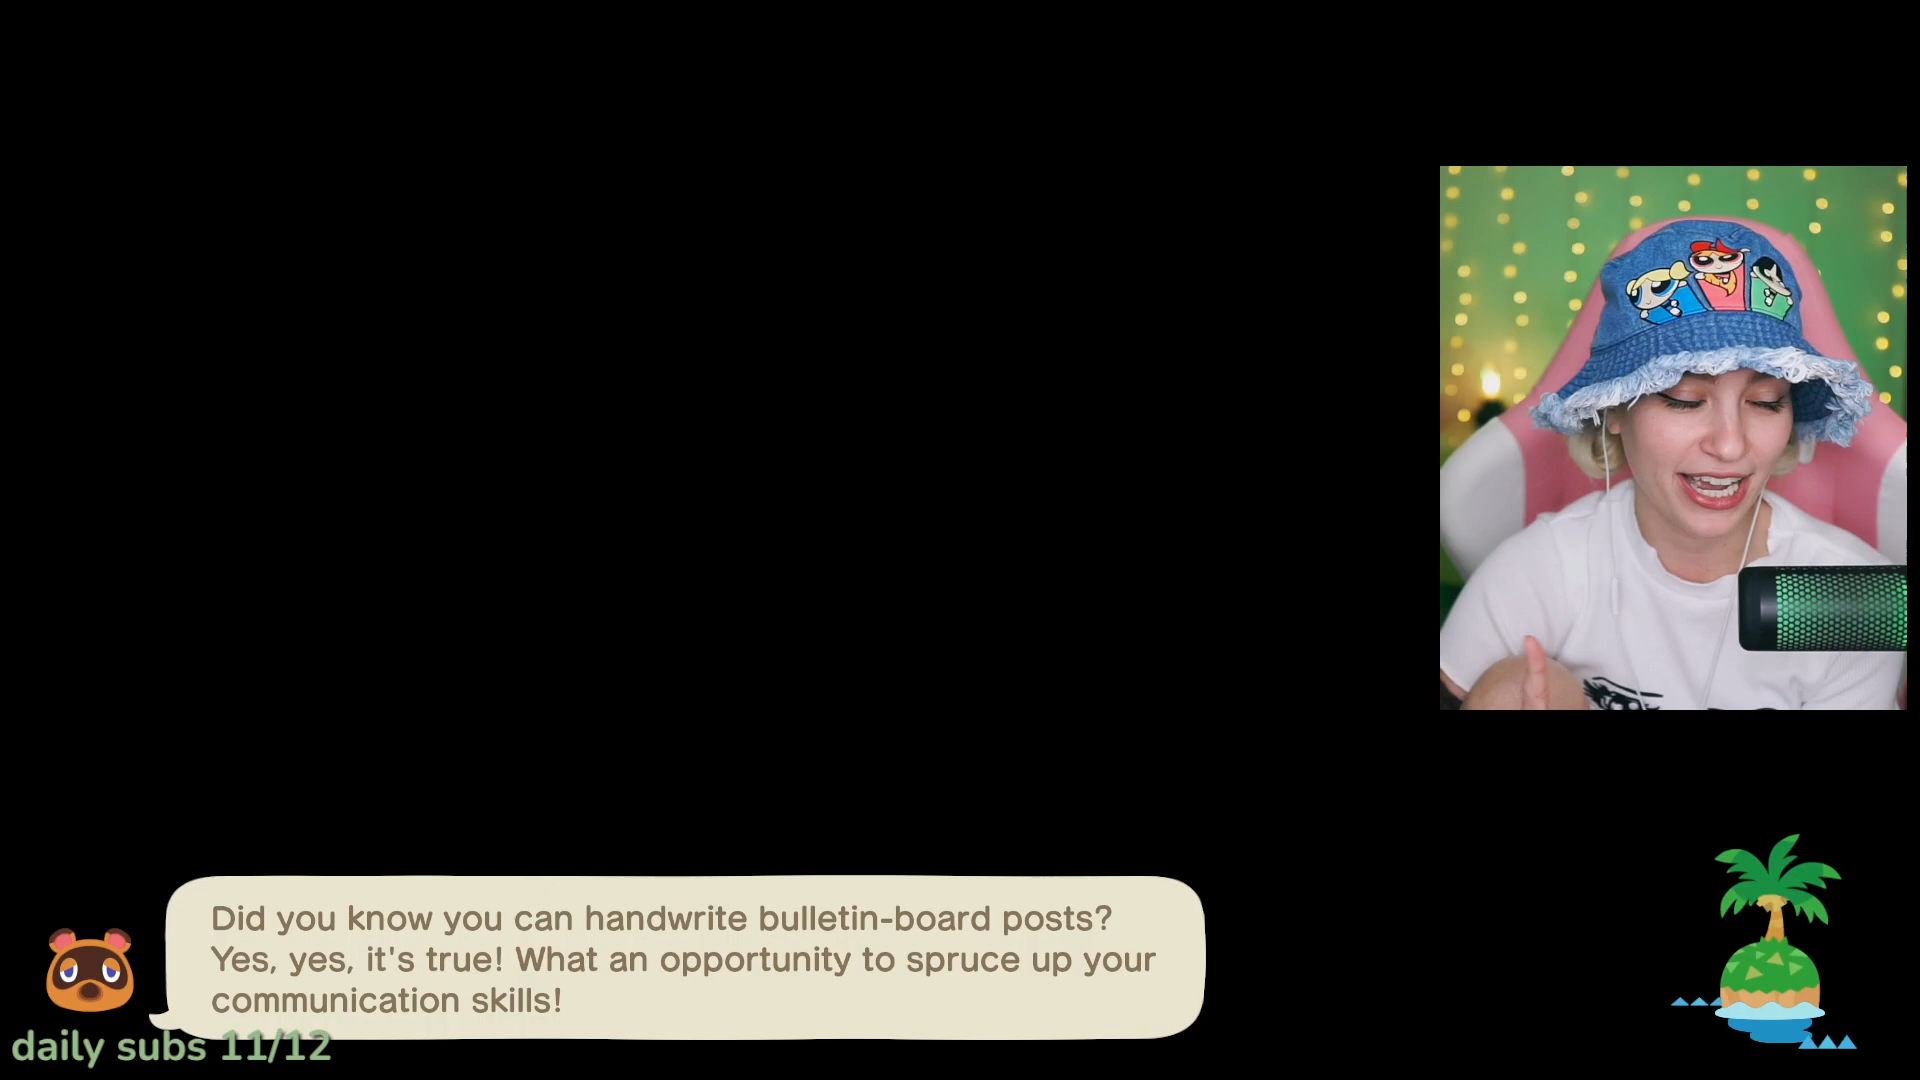 Did you know you can handwrite bulletin-board posts?
Yes, yes, it's true! What an opportunity to spruce up your
communication skills!
daily subs 11/12